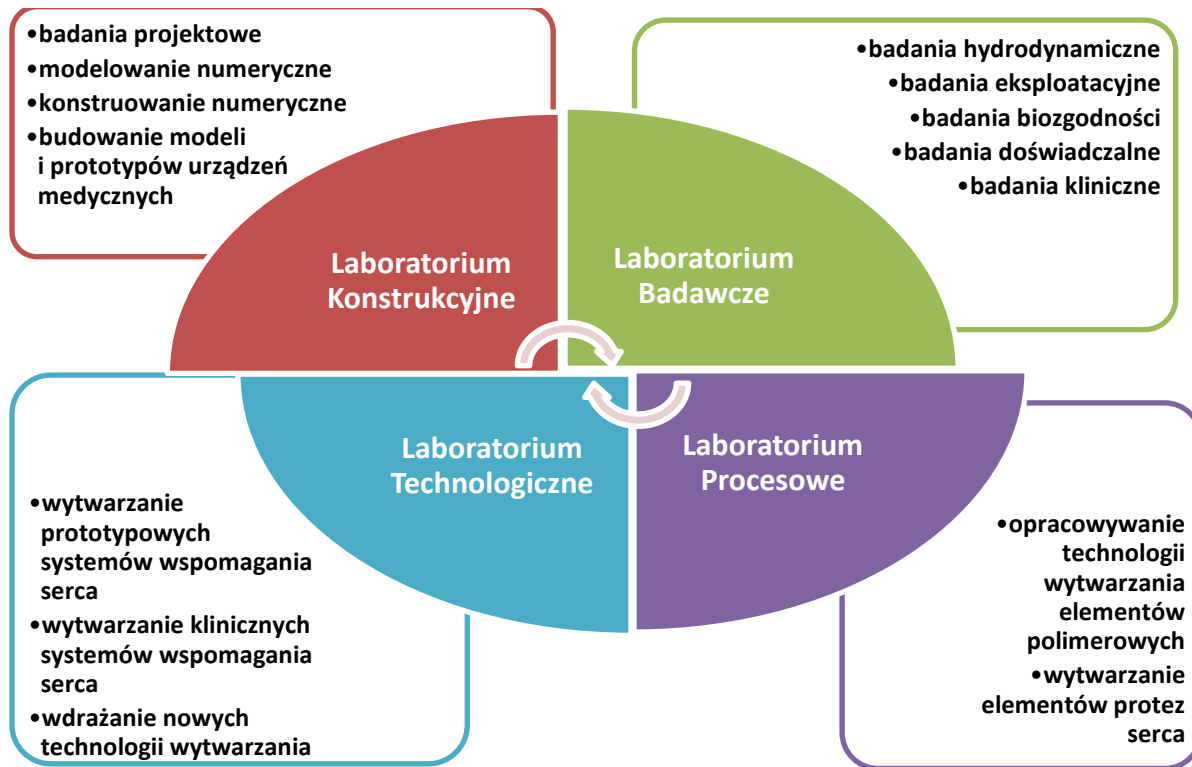 •badania projektowe
•modelowanie numeryczne
•konstruowanie numeryczne
•budowanie modeli
i prototypów urządzeń
medycznych
•badania hydrodynamiczne
•badania eksploatacyjne
•badania biozgodności
•badania doświadczalne
•badania kliniczne
Laboratorium
Konstrukcyjne
Laboratorium
Badawcze
Laboratorium
Technologiczne
Laboratorium
Procesowe
•wytwarzanie
prototypowych
systemów wspomagania
serca
•wytwarzanie klinicznych
systemów wspomagania
serca
•wdrażanie nowych
technologii wytwarzania
•opracowywanie
technologii
wytwarzania
elementów
polimerowych
•wytwarzanie
elementów protez
serca